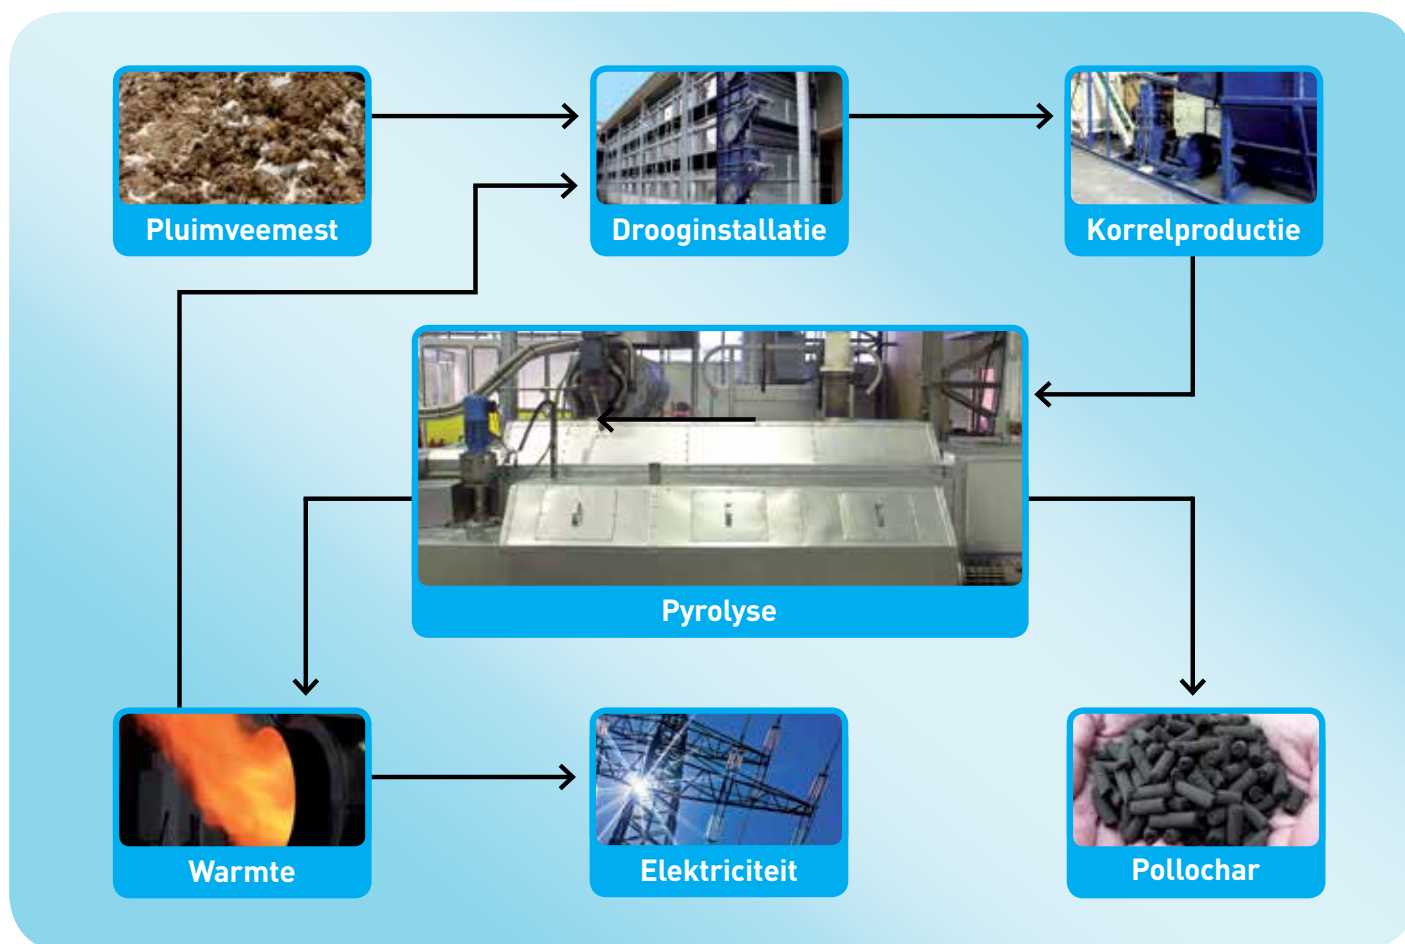 Pluimveemest
Drooginstallatie
Korrelproductie
Pyrolyse
Warmte
Elektriciteit
Pollochar